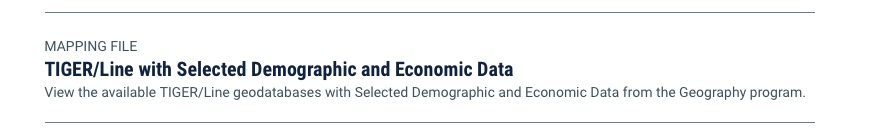 MAPPING FILE
TIGER/Line with Selected Demographic and Economic Data
View the available TIGER/Line geodatabases with Selected Demographic and Economic Data from the Geography program.